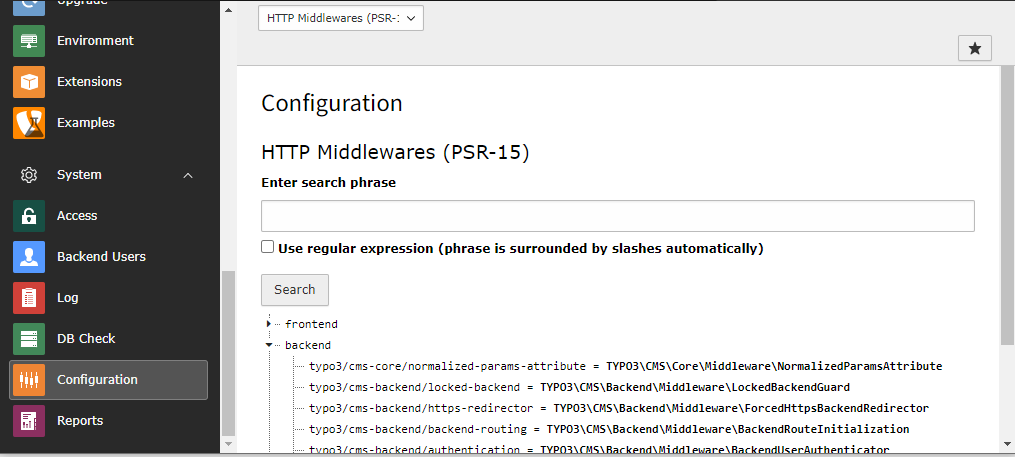 Upgrade
Environment
Extensions
Examples
System
Access
Backend Users
Log
DB Check
Configuration
Reports
HTTP Middlewares (PSR-1
Configuration
HTTP Middlewares (PSR-15)
Enter search phrase
Use regular expression (phrase is surrounded by slashes automatically)
Search
frontend
backend
typo3/cms-core/normalized-params-attribute = TYPO3\CMS\Core\Middleware\NormalizedParamsAttribute
typo3/cms-backend/locked-backend = TYPO3\CMS\Backend\Middleware\LockedBackendGuard
typo3/cms-backend/https-redirector = TYPO3\CMS\Backend\Middleware\ForcedHttpsBackendRedirector
typo3/cms-backend/backend-routing = TYPO3\CMS\Backend\Middleware\BackendRouteInitialization
typo3/cms-backend/authentication = TYPO3\CMS\Backend\Middleware\BackendUserAuthenticator